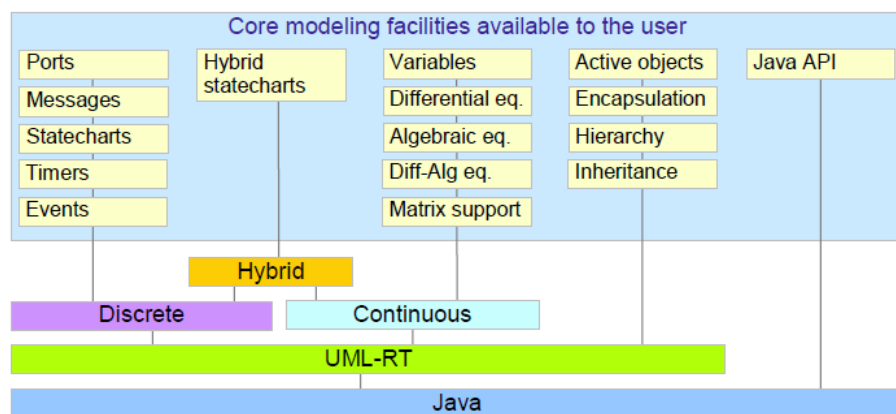 Core modeling facilities available to the user
Ports
Messages
Statecharts
Timers
Events
Hybrid
statecharts
Variables
Differential eq.
Algebraic eq.
Diff-Alg eq.
Matrix support
Active objects
Encapsulation
Hierarchy
Inheritance
Java API
Hybrid
Discrete
Continuous
UML-RT
Java